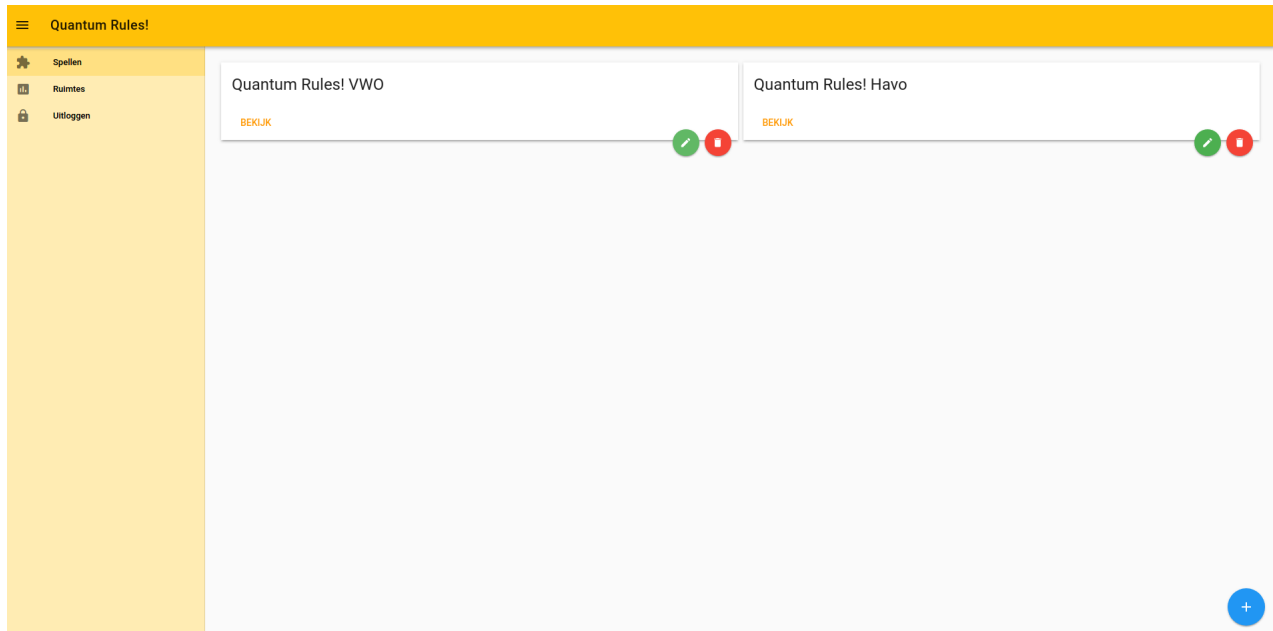 Quantum Rules!
Spellen
Ruimtes
Uitloggen
Quantum Rules! VWO
BEKIJK
Quantum Rules! Havo
BEKIJK